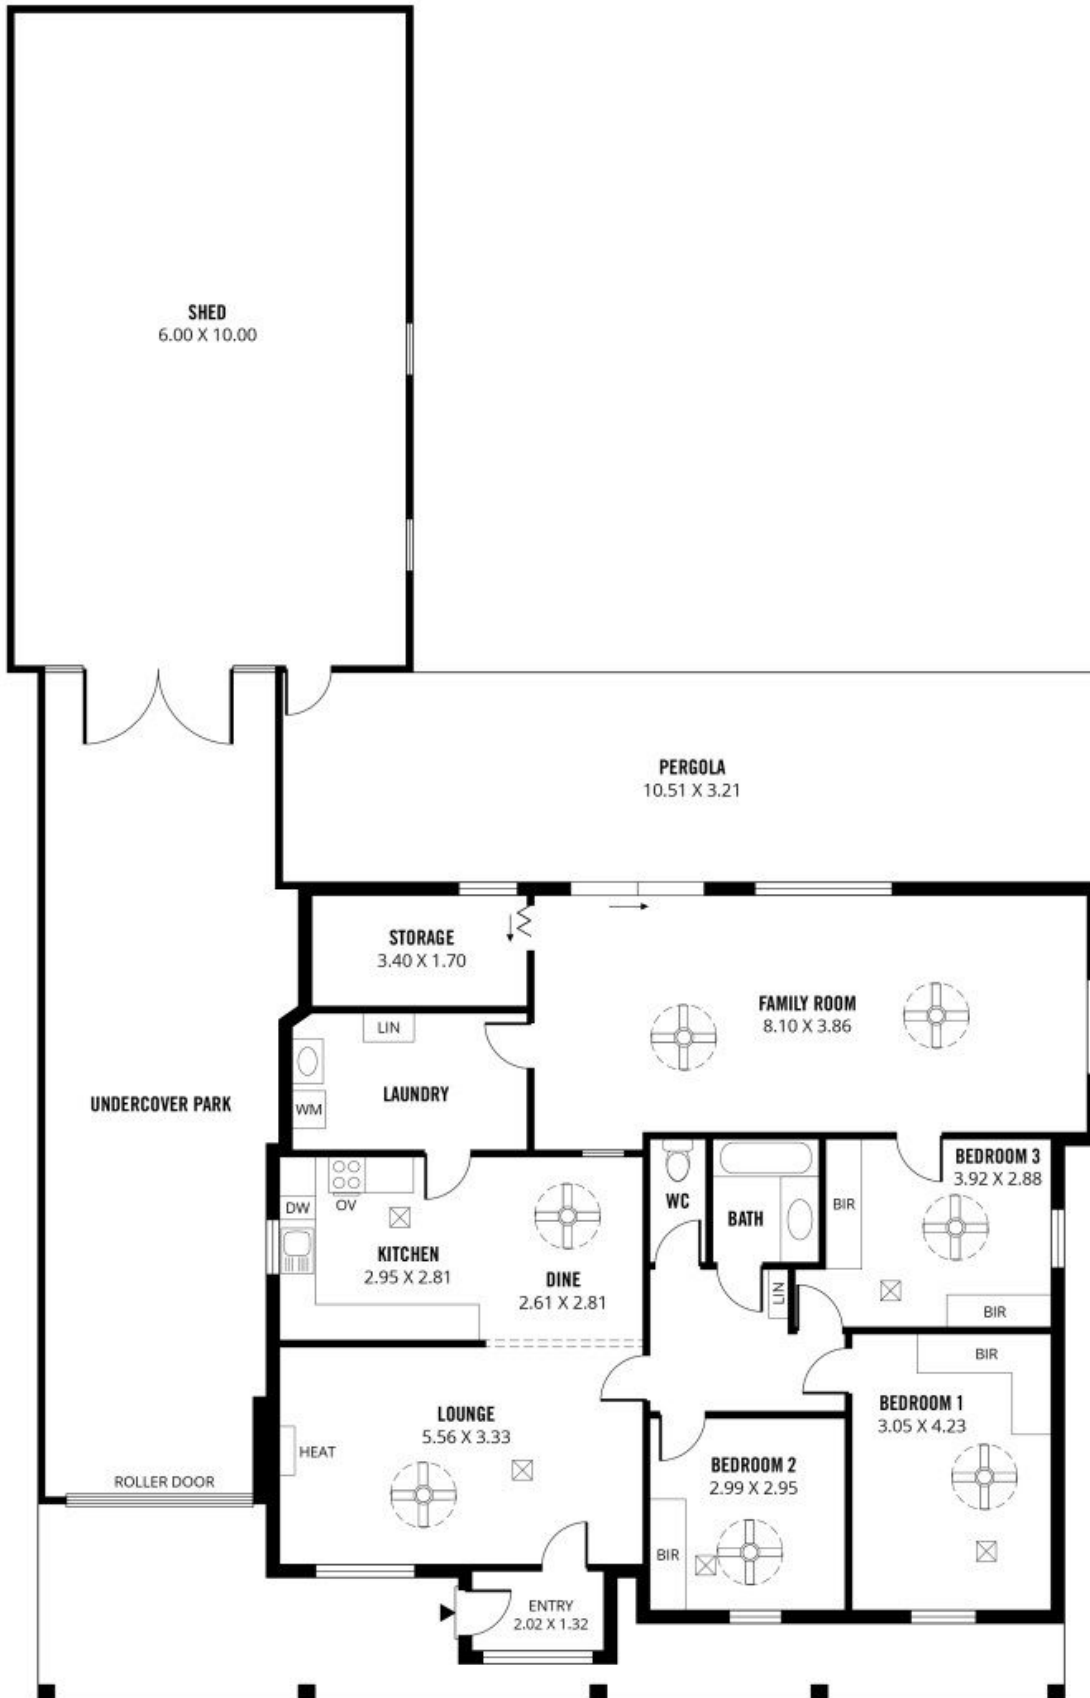 SHED
6.00 X 10.00
PERGOLA
10.51 X 3.21
STORAGE
3.40 X 1.70
FAMILY ROOM
8.10 X 3.86
LIN
LAUNDRY
WM
UNDERCOVER PARK
BEDROOM 3
3.92 X 2.88
WC
BATH
BIR
OV
DW
KITCHEN
2.95 X 2.81
DINE
2.61 X 2.81
LIN
BIR
BIR
BEDROOM 1
3.05 X 4.23
LOUNGE
5.56 X 3.33
HEAT
BEDROOM 2
2.99 X 2.95
ROLLER DOOR
BIR
ENTRY
2.02 X 1.32